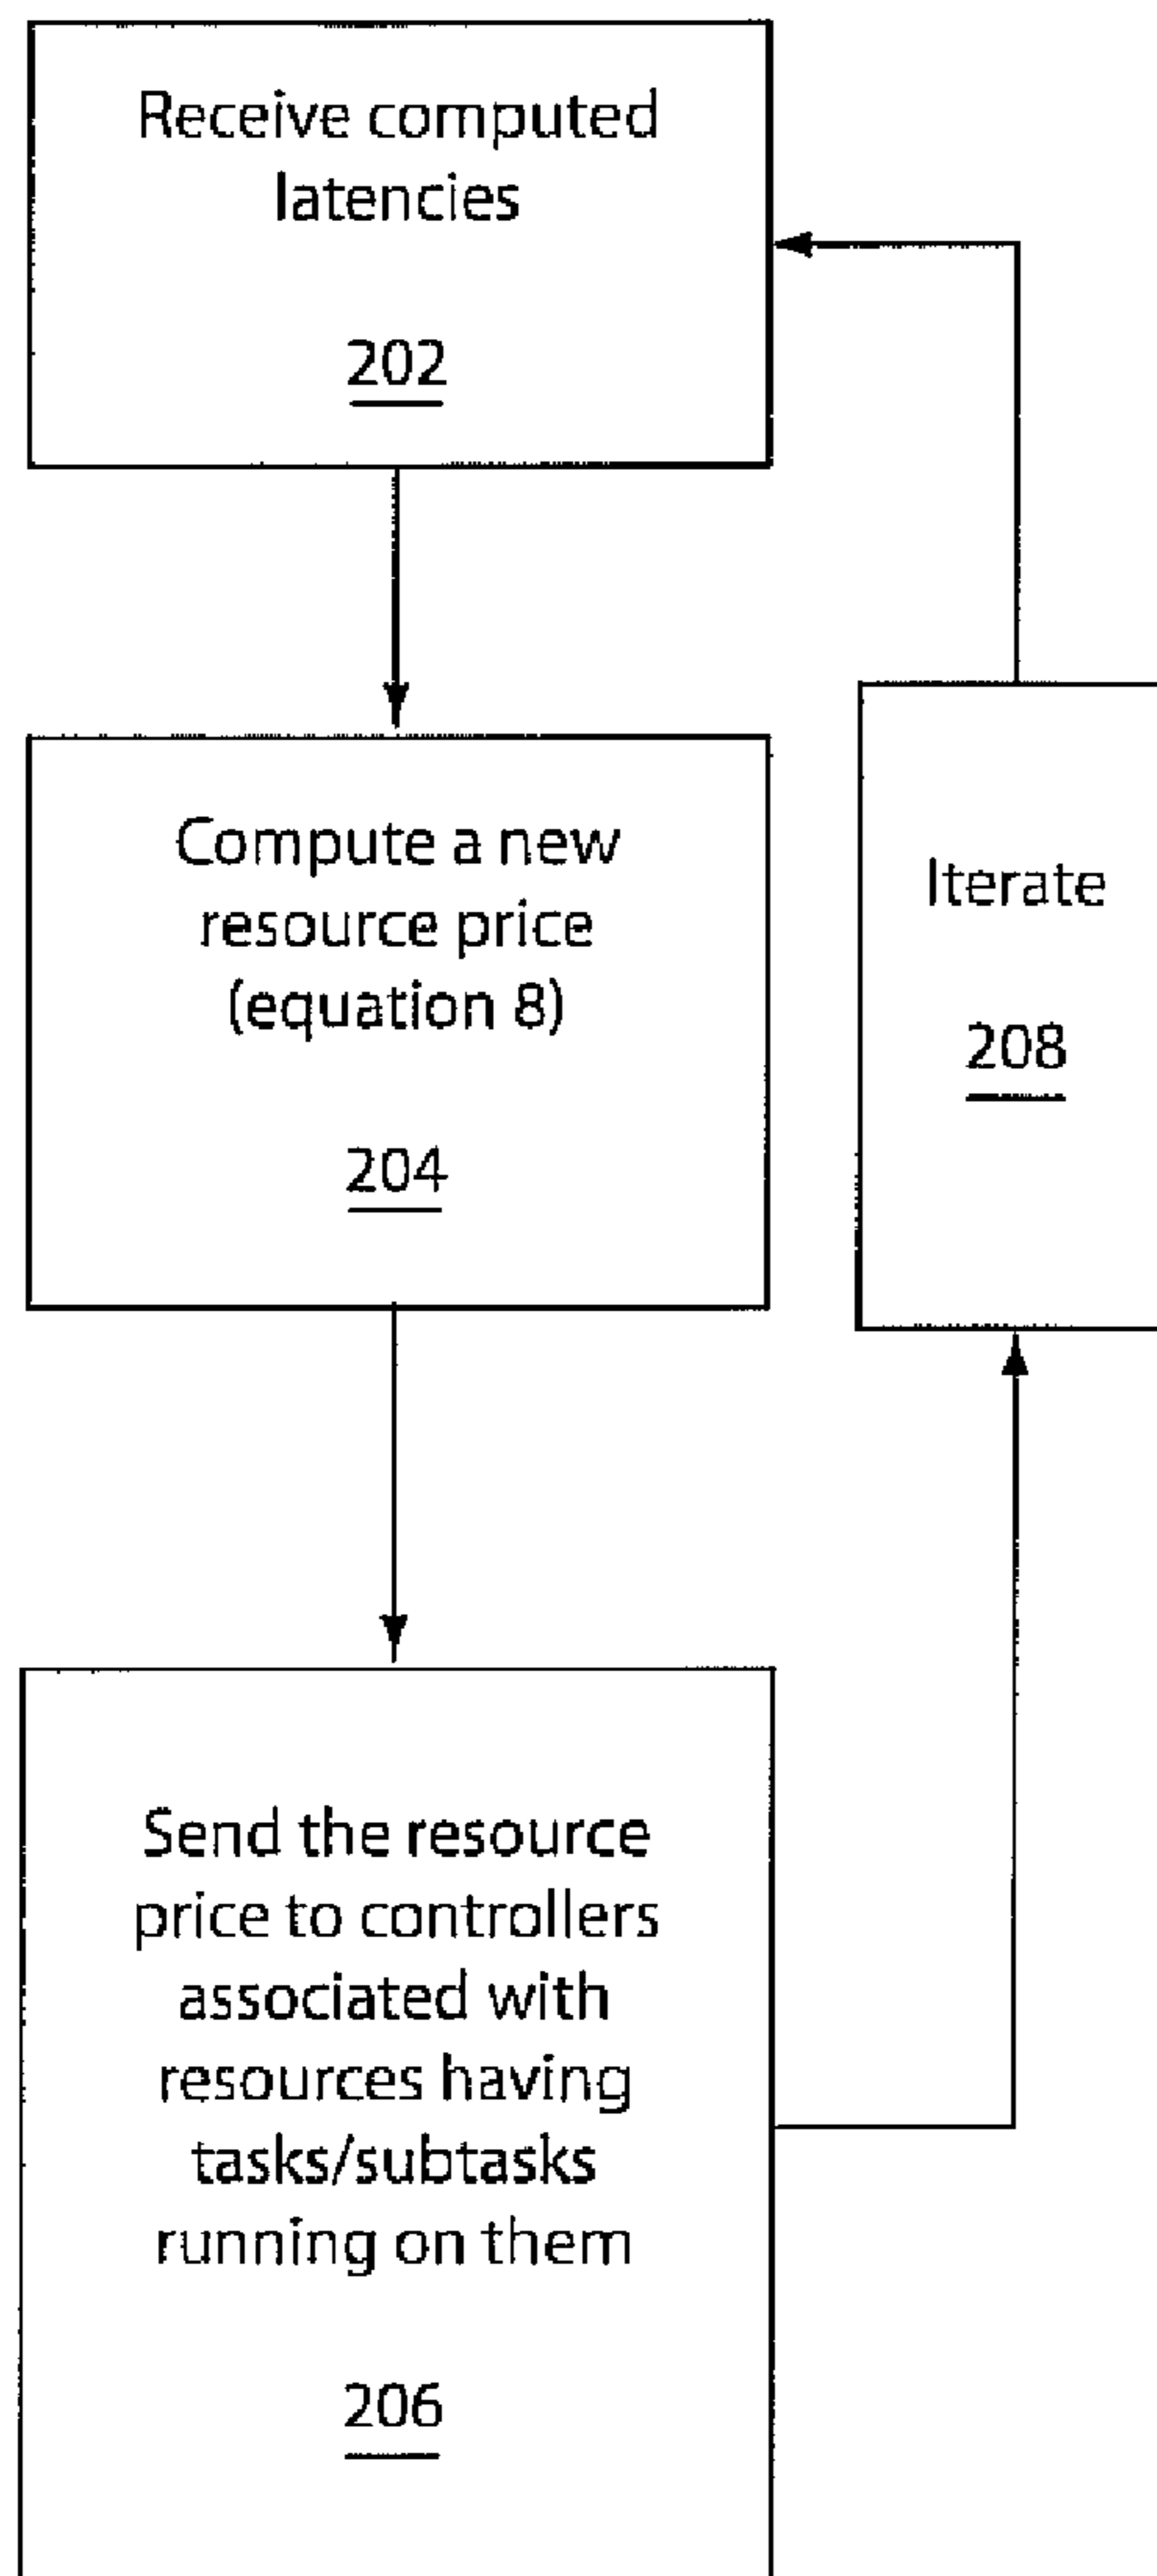 Receive computed
latencies
202
Compute a new
resource price
(equation 8)
204
Iterate
208
Send the resource
price to controllers
associated with
resources having
tasks/subtasks
running on them
206